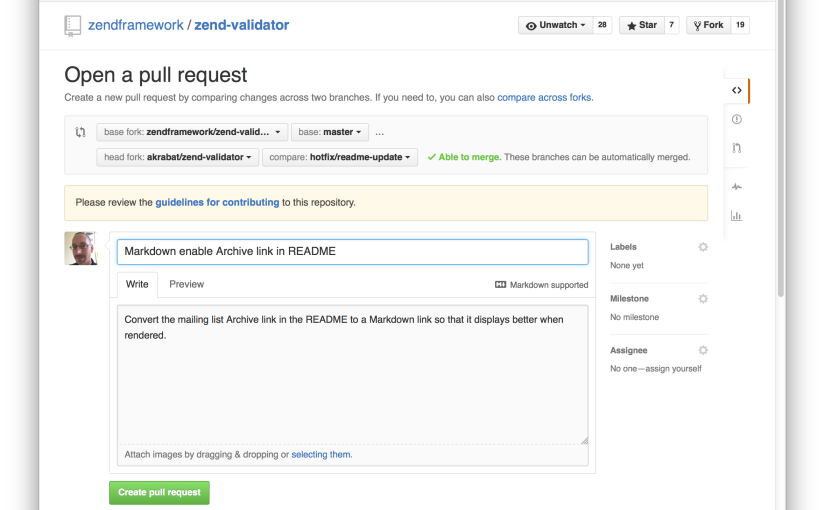 zendframework / zend-validator
Unwatch 28 Star 7 Fork 19
Open a pull request
Create a new pull request by comparing changes across two branches. If you need to, you can also compare across forks.
base fork: zendframework/zend-valid... base: master ...
head fork: akrabat/zend-validator compare: hotfix/readme-update ✓ Able to merge. These branches can be automatically merged.
Please review the guidelines for contributing to this repository.
Markdown enable Archive link in README
Write Preview Markdown supported
Convert the mailing list Archive link in the README to a Markdown link so that it displays better when
rendered.
Attach images by dragging & dropping or selecting them.
Create pull request
Labels
None yet
Milestone
No milestone
Assignee
No one—assign yourself